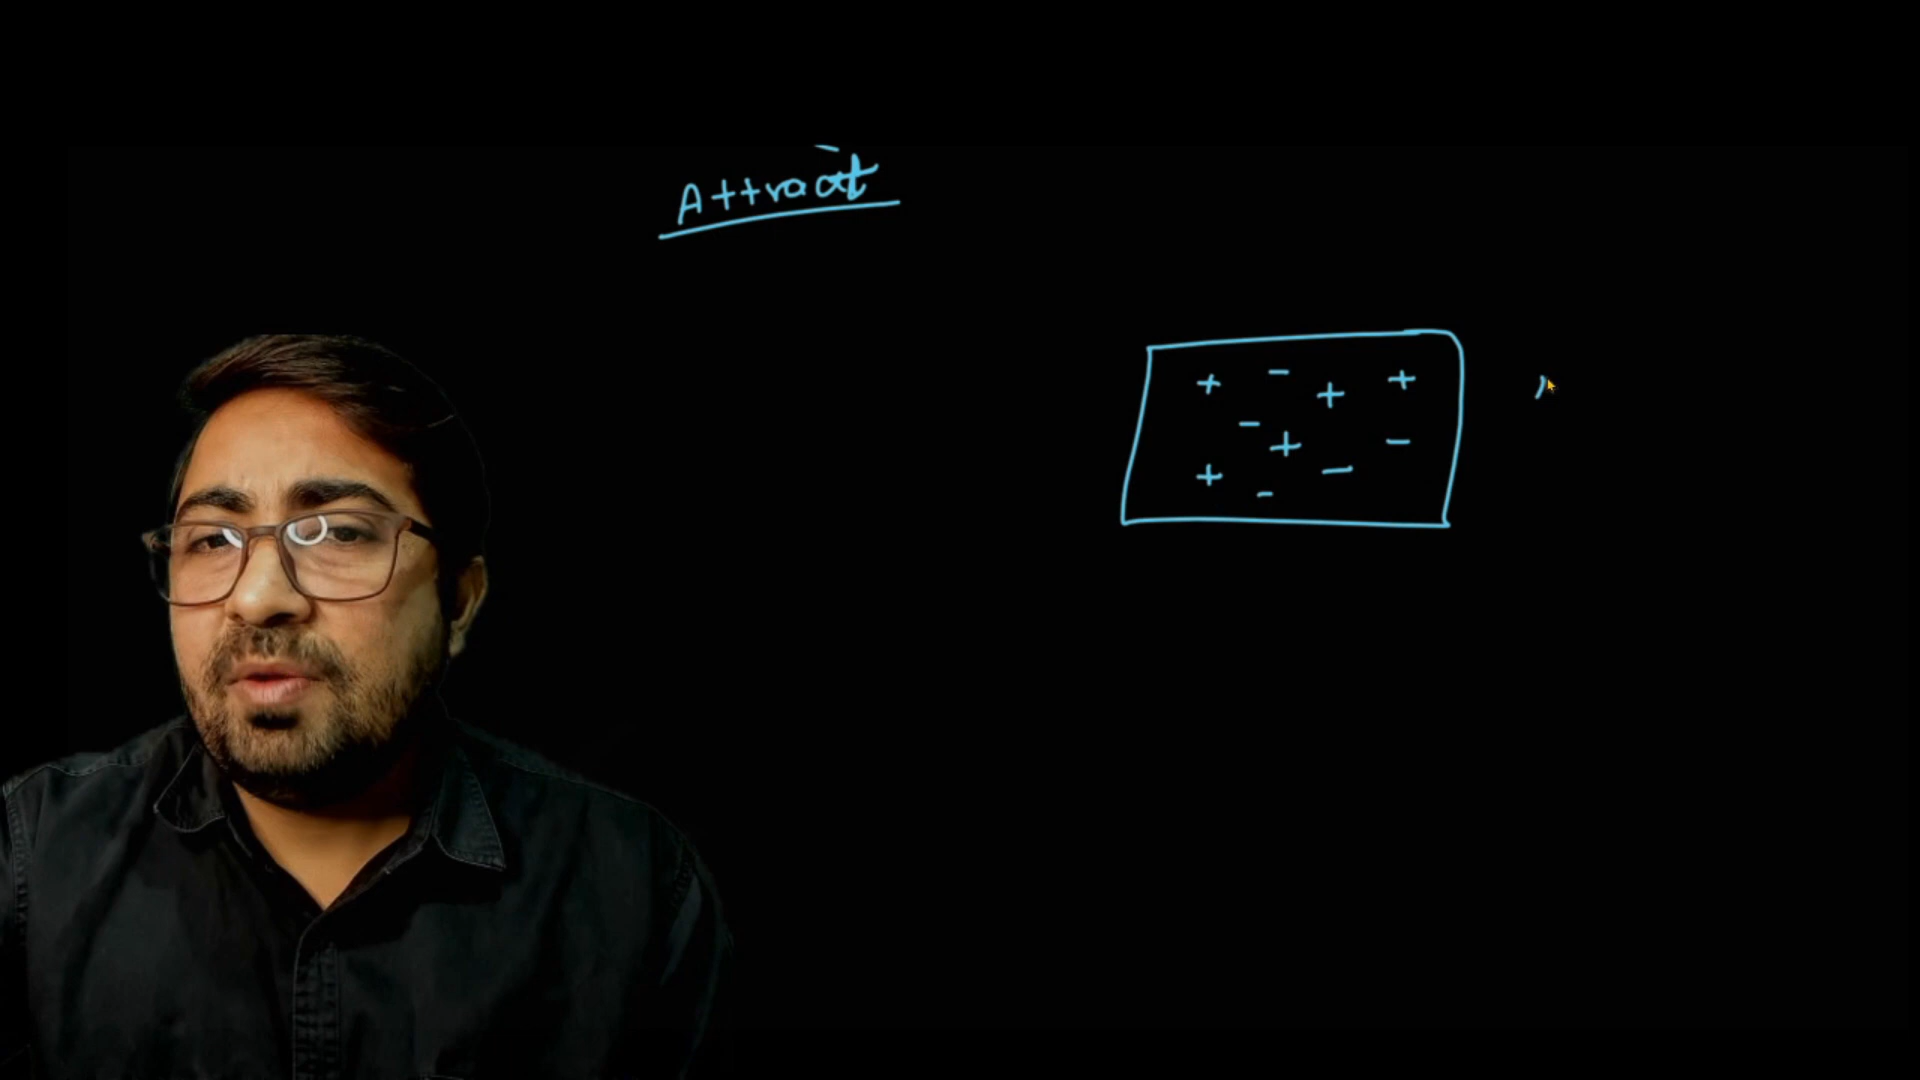 Attract
+ - + +
- + -
+ - -